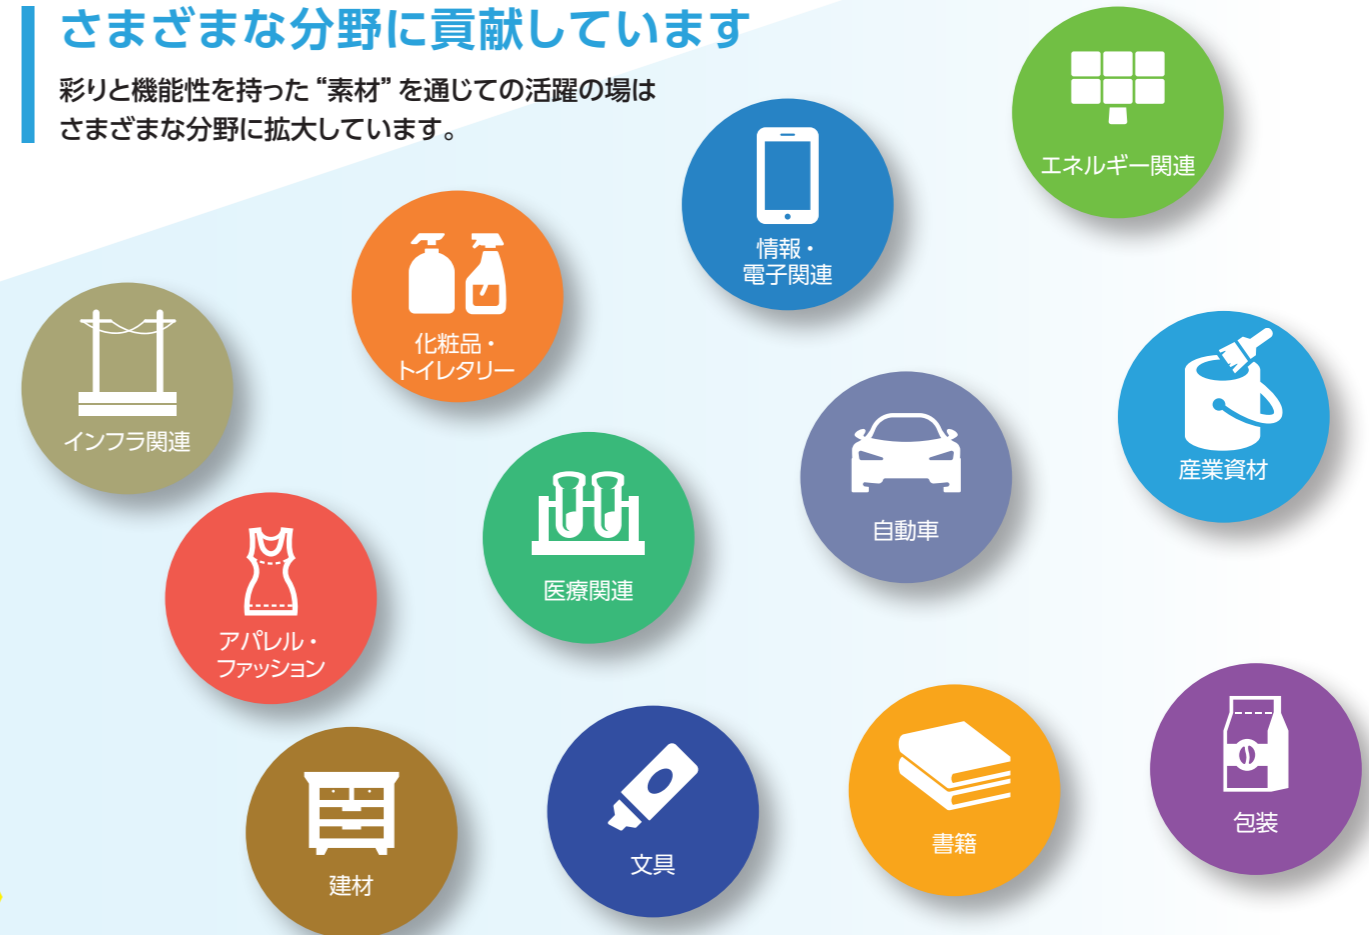 さまざまな分野に貢献しています
彩りと機能性を持った“素材”を通じての活躍の場は
さまざまな分野に拡大しています。
エネルギー関連
情報・
電子関連
化粧品・
トイレタリー
インフラ関連
産業資材
自動車
医療関連
アパレル・
ファッション
建材
文具
書籍
包装